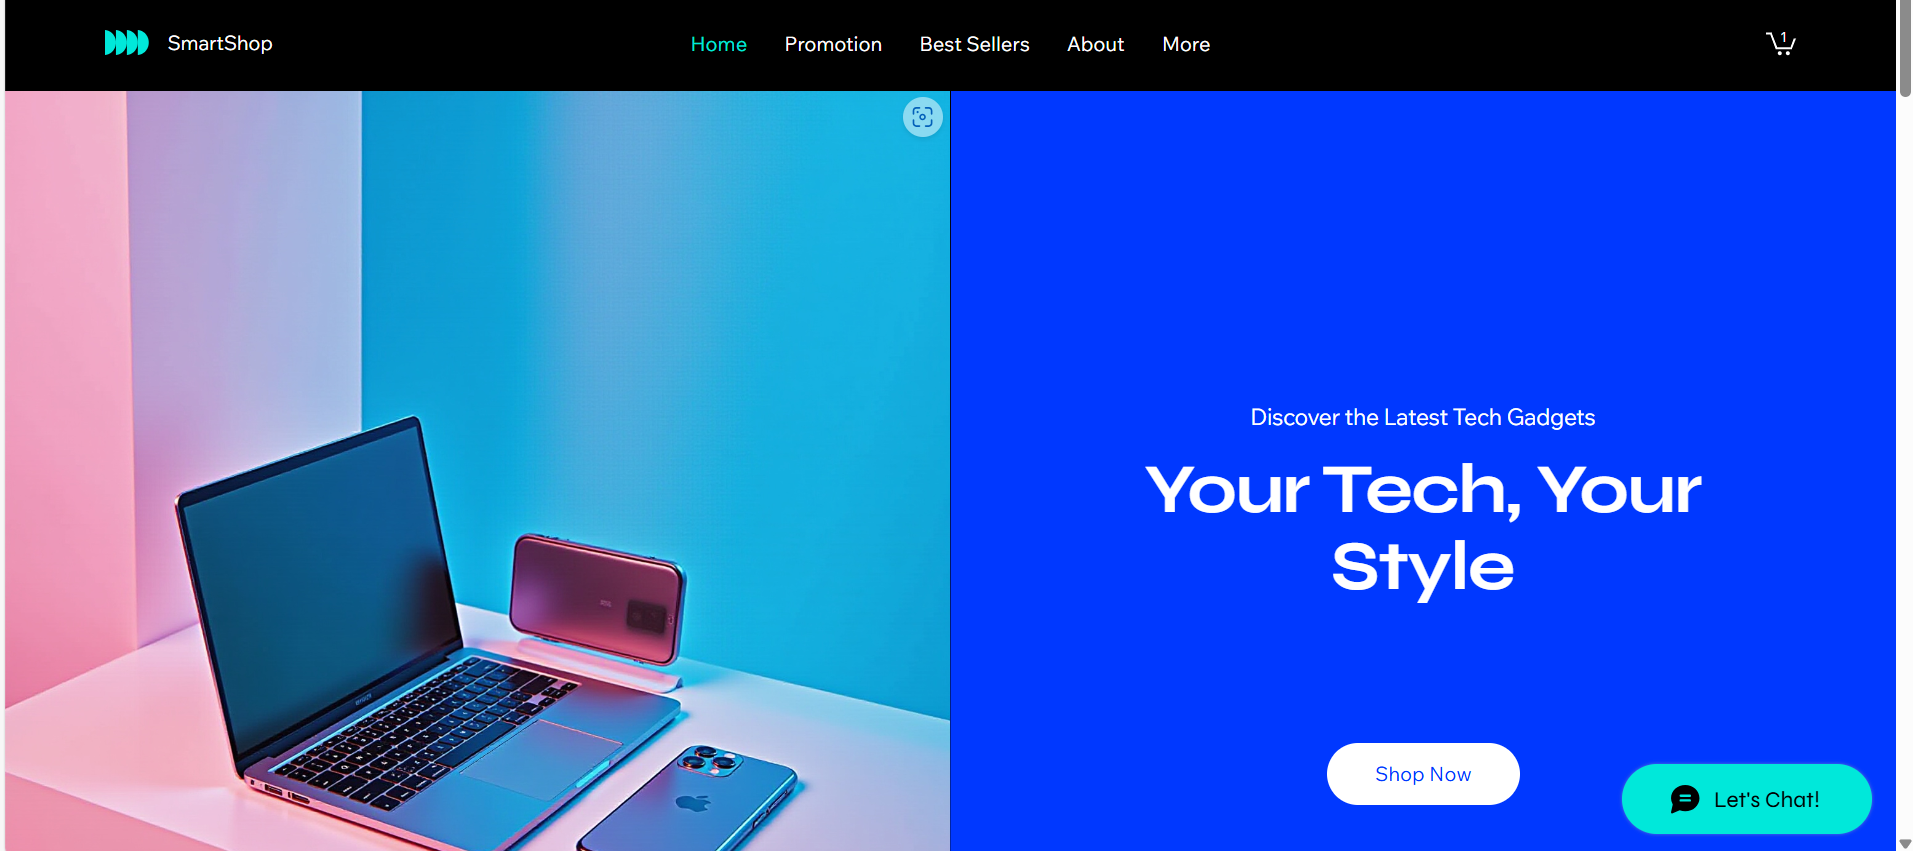 SmartShop
Home
Promotion
Best Sellers
About
More
1
Discover the Latest Tech Gadgets
Your Tech, Your
Style
Shop Now
Let's Chat!